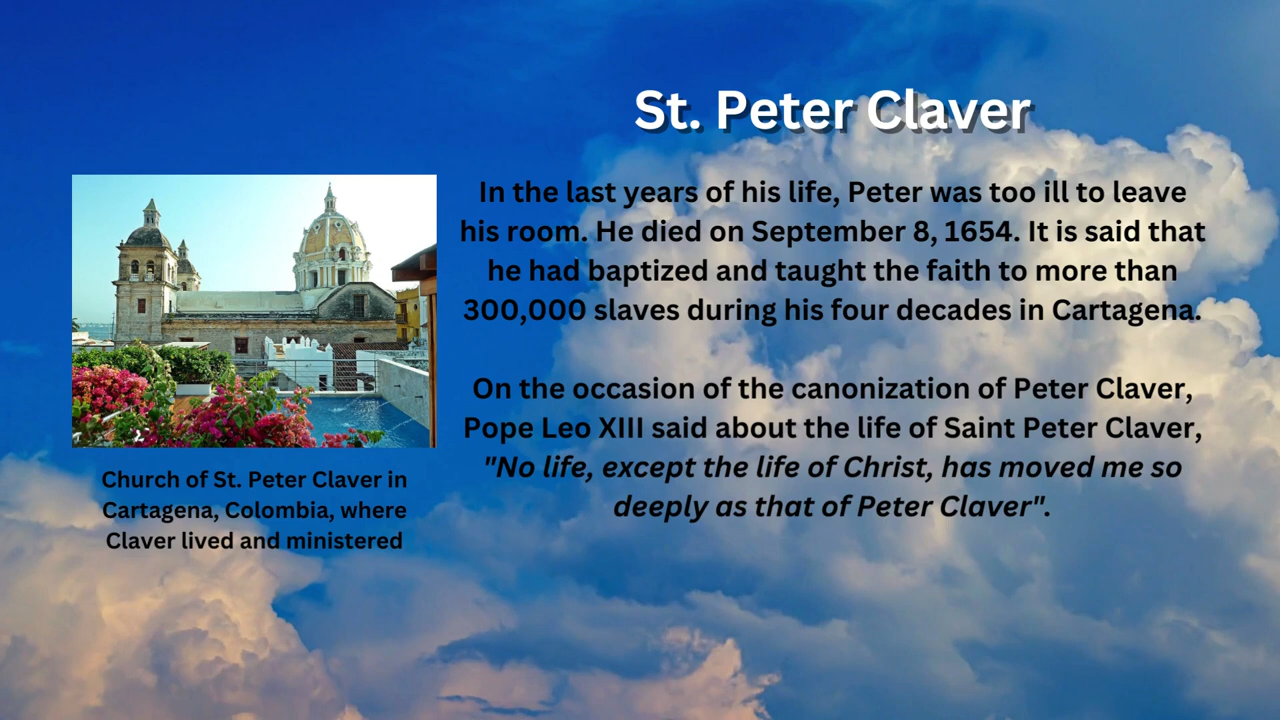 St. Peter Claver
In the last years of his life, Peter was too ill to leave
his room. He died on September 8, 1654. It is said that
he had baptized and taught the faith to more than
300,000 slaves during his four decades in Cartagena.
On the occasion of the canonization of Peter Claver,
Pope Leo XIII said about the life of Saint Peter Claver,
"No life, except the life of Christ, has moved me so
deeply as that of Peter Claver".
Church of St. Peter Claver in
Cartagena, Colombia, where
Claver lived and ministered